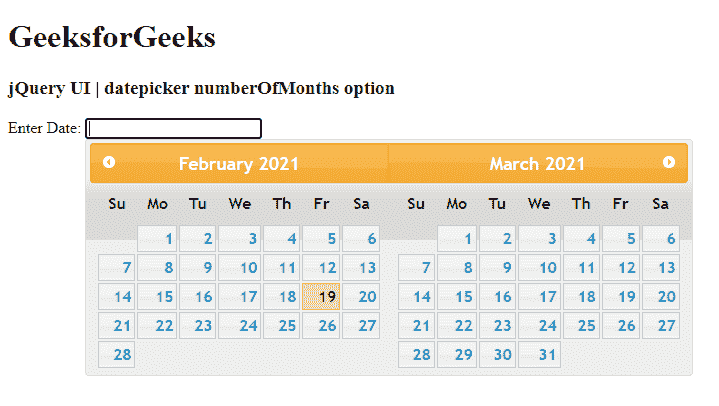 GeeksforGeeks
jQuery UI | datepicker numberOfMonths option
Enter Date:
February 2021
Su Mo Tu We Th Fr Sa
1 2 3 4 5 6
7 8 9 10 11 12 13
14 15 16 17 18 19 20
21 22 23 24 25 26 27
28
March 2021
Su Mo Tu We Th Fr Sa
1 2 3 4 5 6
7 8 9 10 11 12 13
14 15 16 17 18 19 20
21 22 23 24 25 26 27
28 29 30 31